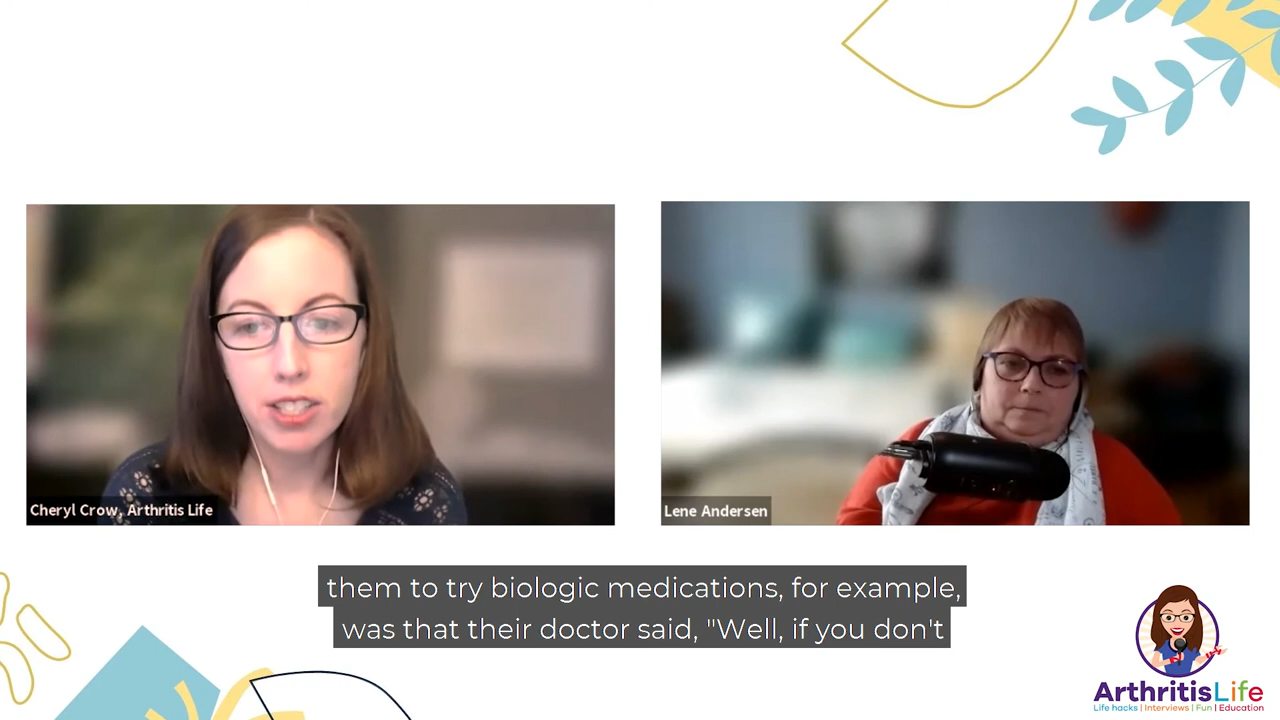 Cheryl Crow, Arthritis Life
Lene Andersen
them to try biologic medications, for example,
was that their doctor said, "Well, if you don't
ArthritisLife
Life hacks | Interviews | Fun | Education